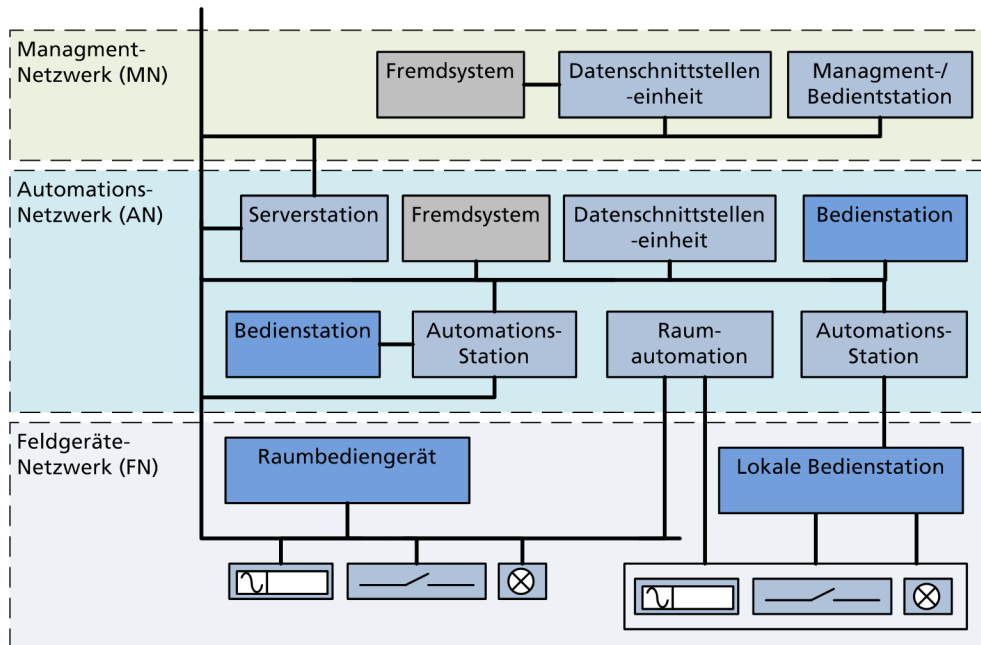 Managment-
Netzwerk (MN)
Fremdsystem
Datenschnittstellen
-einheit
Managment-/
Bedientstation
Automations-
Netzwerk (AN)
Serverstation
Fremdsystem
Datenschnittstellen
-einheit
Bedienstation
Bedienstation
Automations-
Station
Raum-
automation
Automations-
Station
Feldgeräte-
Netzwerk (FN)
Raumbediengerät
Lokale Bedienstation